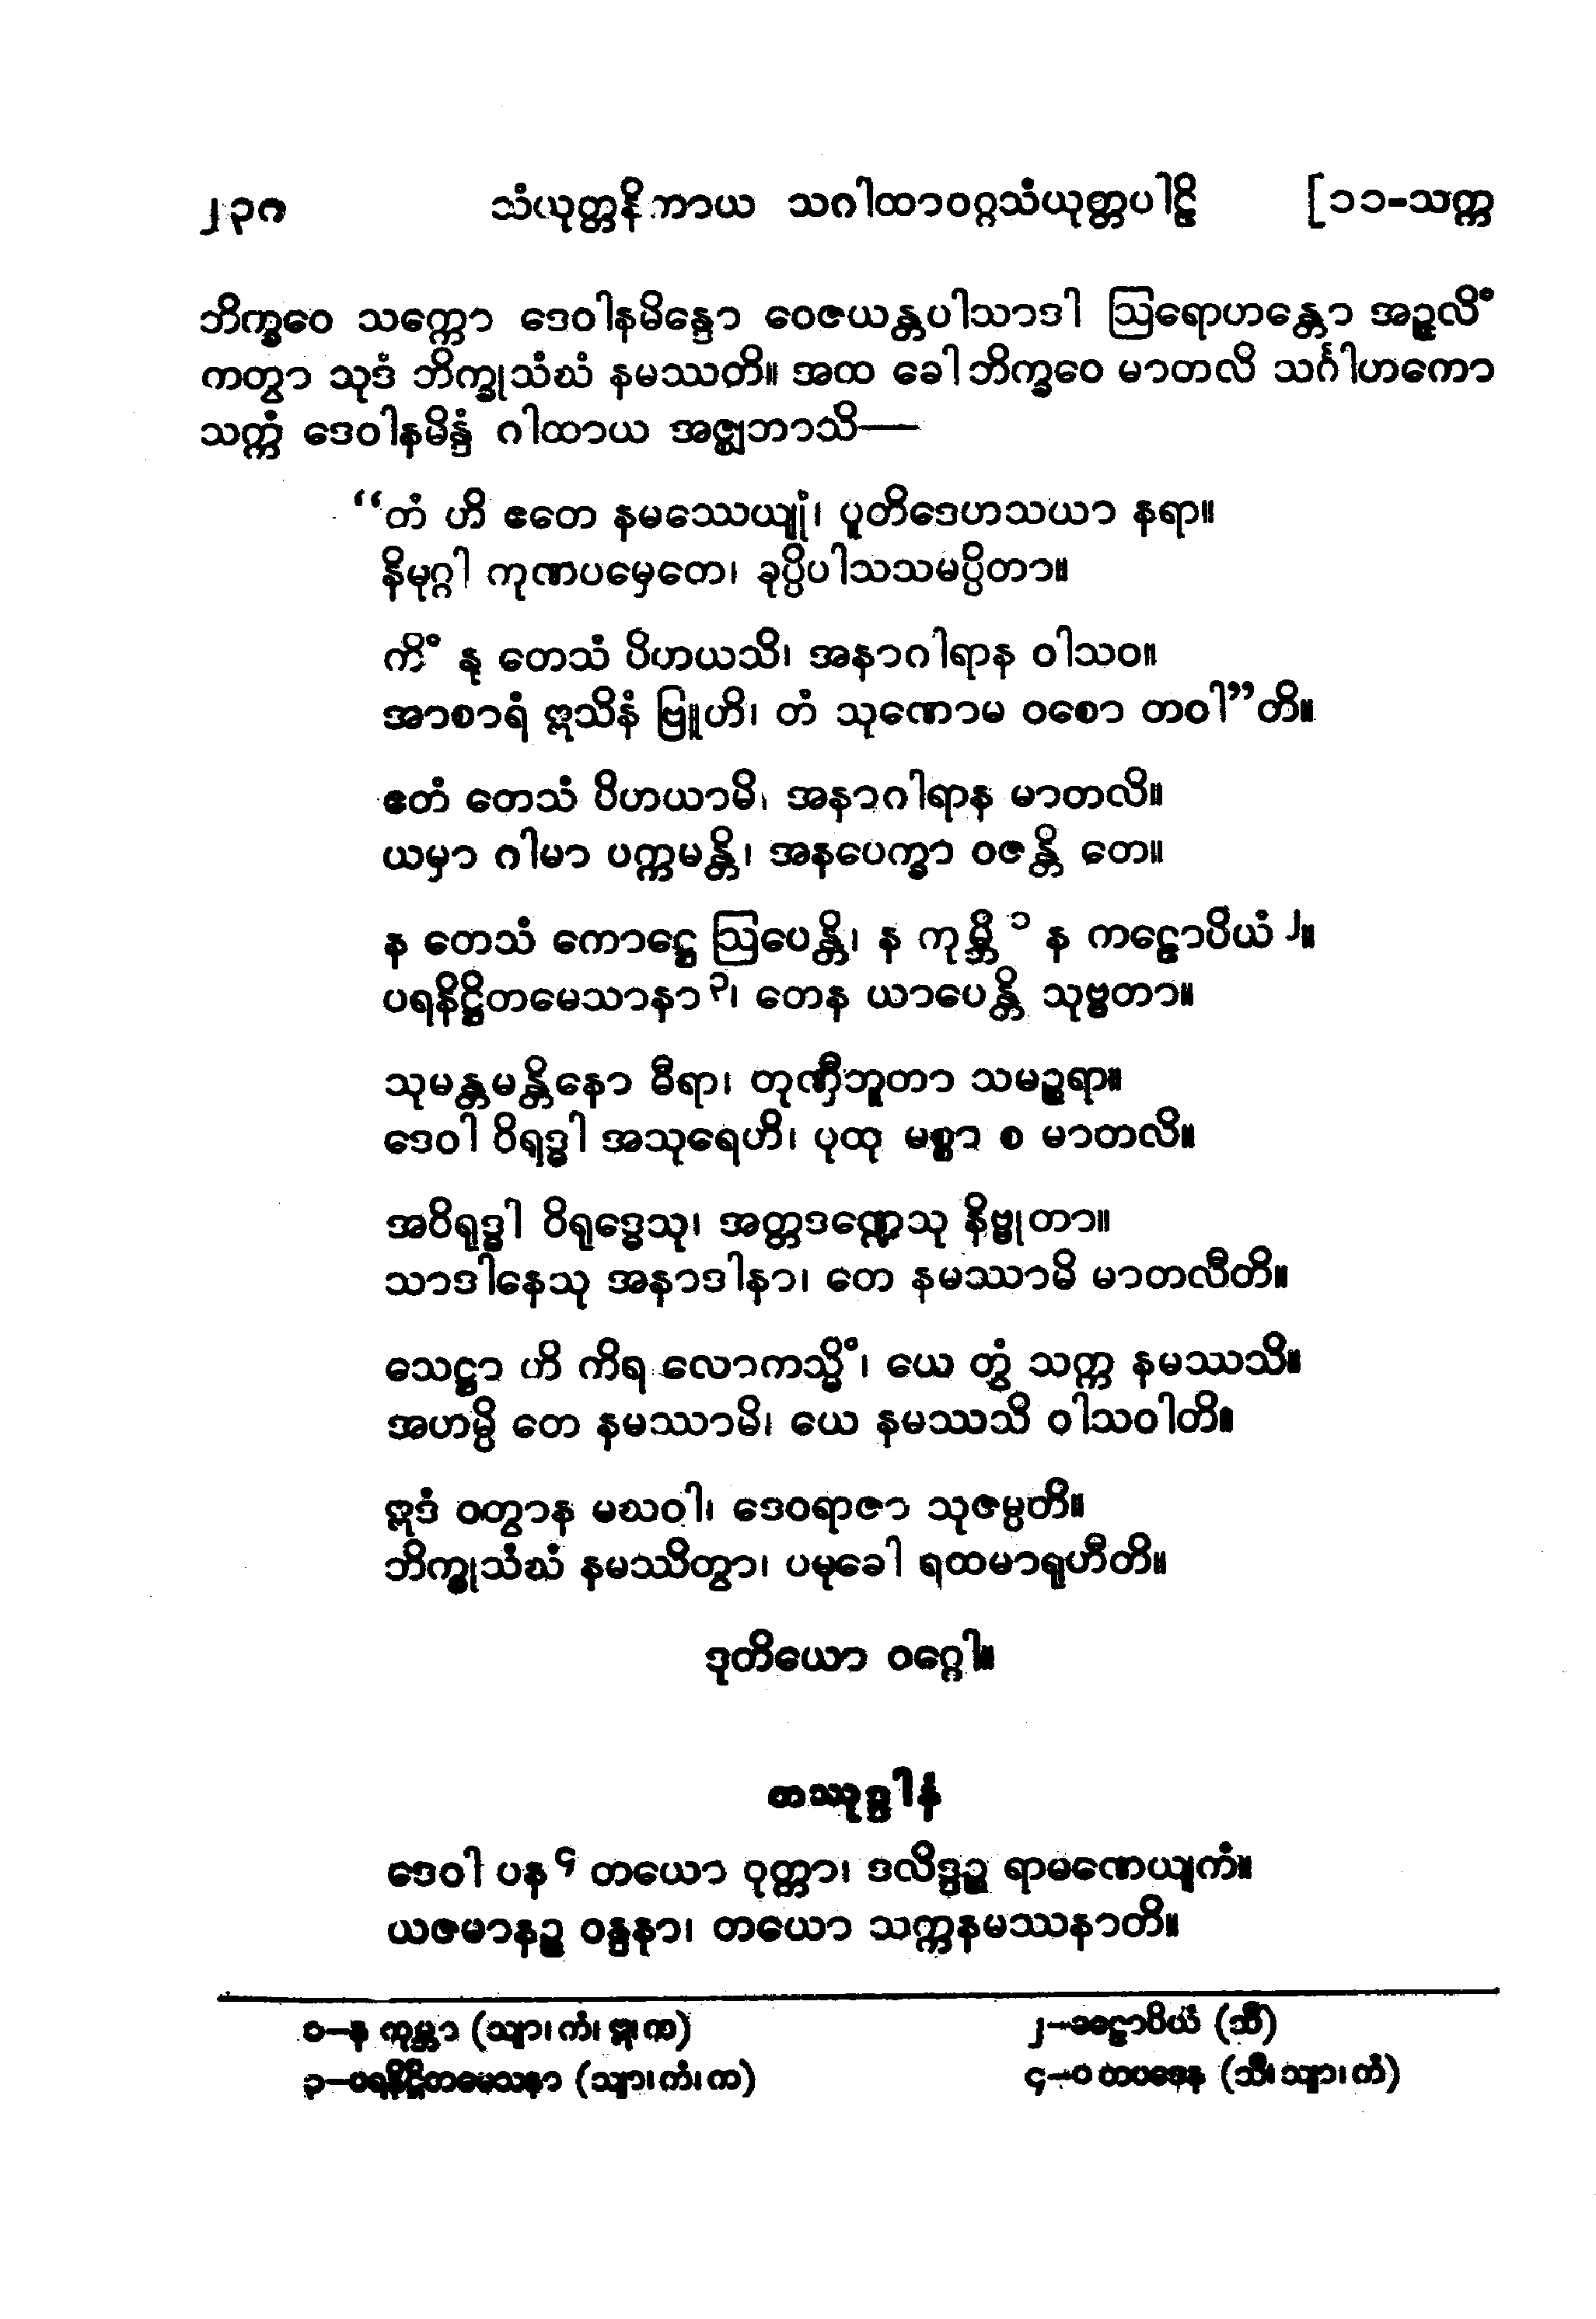 ၂၃၈ သံယုတ္တနိကာယ သဂါထာဝဂ္ဂသံယုတ္တပါဠိ [၁၁-သက္က
ဘိက္ခဝေ သက္ကော ဒေဝါနမိန္ဒော ဝေဇယန္တပါသာဒါ ဩရောဟန္တော အဉ္ဇလိံ
ကတွာ သုဒံ ဘိက္ခုသံဃံ နမဿတိ။ အထ ခေါ ဘိက္ခဝေ မာတလိ သင်္ဂါဟကော
သက္ကံ ဒေဝါနမိန္ဒံ ဂါထာယ အဇ္ဈဘာသိ—
“တံ ဟိ ဧတေ နမဿေယျုံ၊ ပူတိဒေဟသယာ နရာ။
နိမုဂ္ဂါ ကုဏပမှေတေ၊ ခုပ္ပိပါသသမပ္ပိတာ။
ကိံ နု တေသံ ပိဟယသိ၊ အနာဂါရာန ဝါသဝ။
အာစာရံ ဣသိနံ ဗြူဟိ၊ တံ သုဏောမ ဝစော တဝါ”တိ။
ဧတံ တေသံ ပိဟယာမိ၊ အနာဂါရာန မာတလိ။
ယမှာ ဂါမာ ပက္ကမန္တိ၊ အနပေက္ခာ ဝဇန္တိ တေ။
န တေသံ ကောဋ္ဌေ ဩပေန္တိ၊ န ကုမ္ဘိ ၁ န ကဠောပိယံ ၂။
ပရနိဋ္ဌိတမေသာနာ ၃၊ တေန ယာပေန္တိ သုဗ္ဗတာ။
သုမန္တမန္တိနော ဓီရာ၊ တုဏှီဘူတာ သမဉ္စရာ။
ဒေဝါ ဝိရုဒ္ဓါ အသုရေဟိ၊ ပုထု မစ္စာ စ မာတလိ။
အဝိရုဒ္ဓါ ဝိရုဒ္ဓေသု၊ အတ္တဒဏ္ဍေသု နိဗ္ဗုတာ။
သာဒါနေသု အနာဒါနာ၊ တေ နမဿာမိ မာတလီတိ။
သေဋ္ဌာ ဟိ ကိရ လောကသ္မိံ၊ ယေ တွံ သက္က နမဿသိ။
အဟမ္ပိ တေ နမဿာမိ၊ ယေ နမဿသိ ဝါသဝါတိ။
ဣဒံ ဝတွာန မဃဝါ၊ ဒေဝရာဇာ သုဇမ္ပတိ။
ဘိက္ခုသံဃံ နမဿိတွာ၊ ပမုခေါ ရထမာရုဟီတိ။
ဒုတိယော ဝဂ္ဂေါ။
တဿုဒ္ဒါနံ
ဒေဝါ ပန ၄ တယော ဝုတ္တာ၊ ဒလိဒ္ဒဉ္စ ရာမဏေယျကံ။
ယဇမာနဉ္စ ဝန္ဒနာ၊ တယော သက္ကနမဿနာတိ။
၁—န ကုမ္ဘာ (သျာ၊ကံ၊ဣ၊က) ၂—ခဠောပိယံ (သီ)
၃—ပရနိဋ္ဌိတမေသနာ (သျာ၊ကံ၊က) ၄—ဝတပဒေန (သီ၊သျာ၊ကံ)